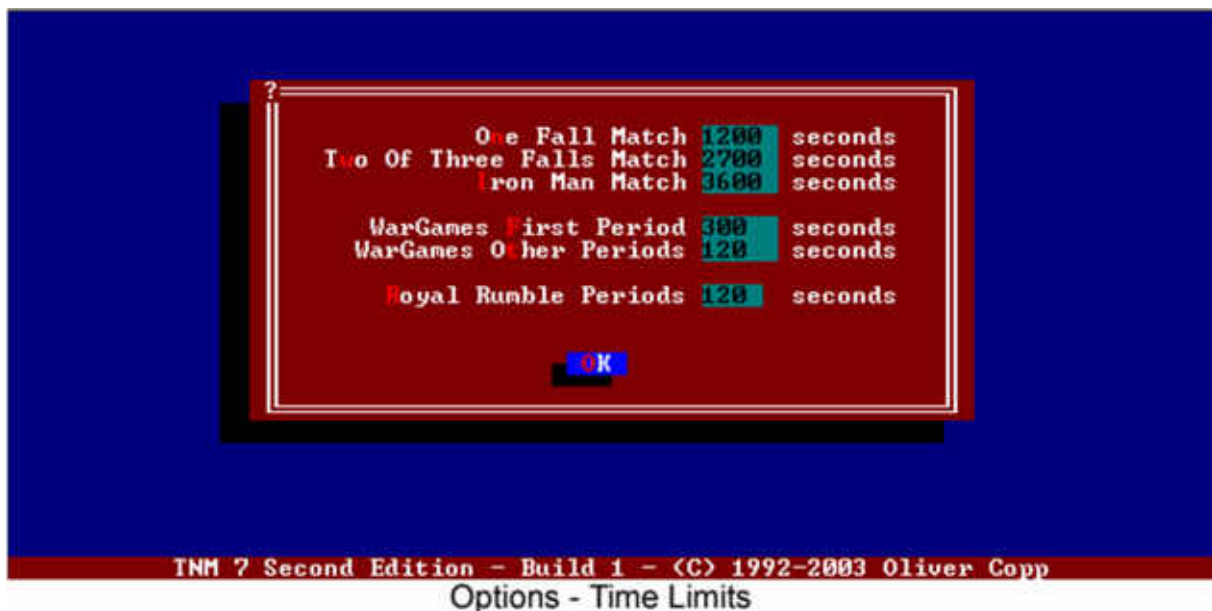 ?
One Fall Match 1200 seconds
Two Of Three Falls Match 2700 seconds
Iron Man Match 3600 seconds
WarGames First Period 300 seconds
WarGames Other Periods 120 seconds
Royal Rumble Periods 120 seconds
OK
TNM 7 Second Edition - Build 1 - (C) 1992-2003 Oliver Copp
Options - Time Limits